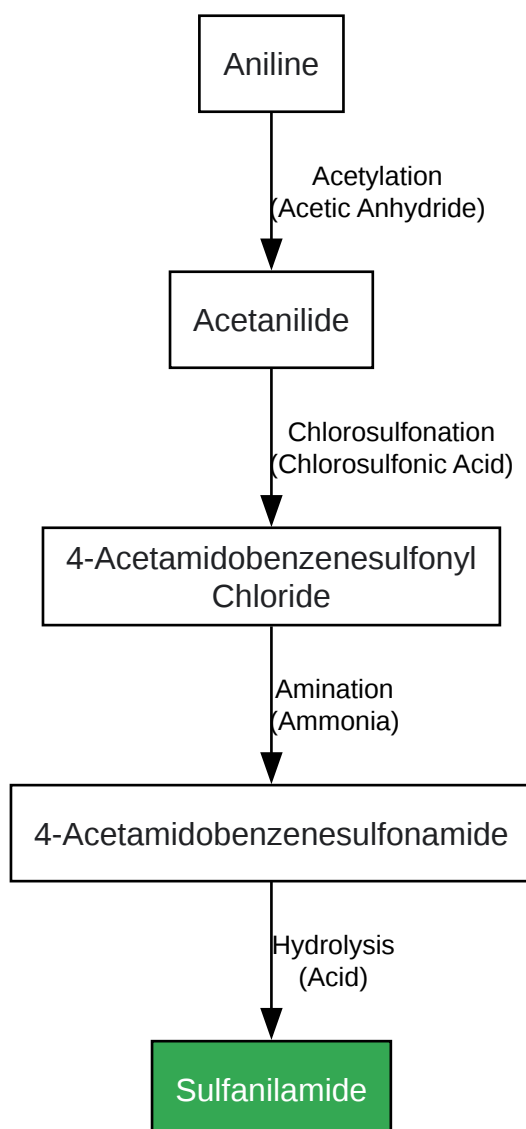 Aniline
Acetylation
(Acetic Anhydride)
Acetanilide
Chlorosulfonation
(Chlorosulfonic Acid)
4-Acetamidobenzenesulfonyl
Chloride
Amination
(Ammonia)
4-Acetamidobenzenesulfonamide
Hydrolysis
(Acid)
Sulfanilamide